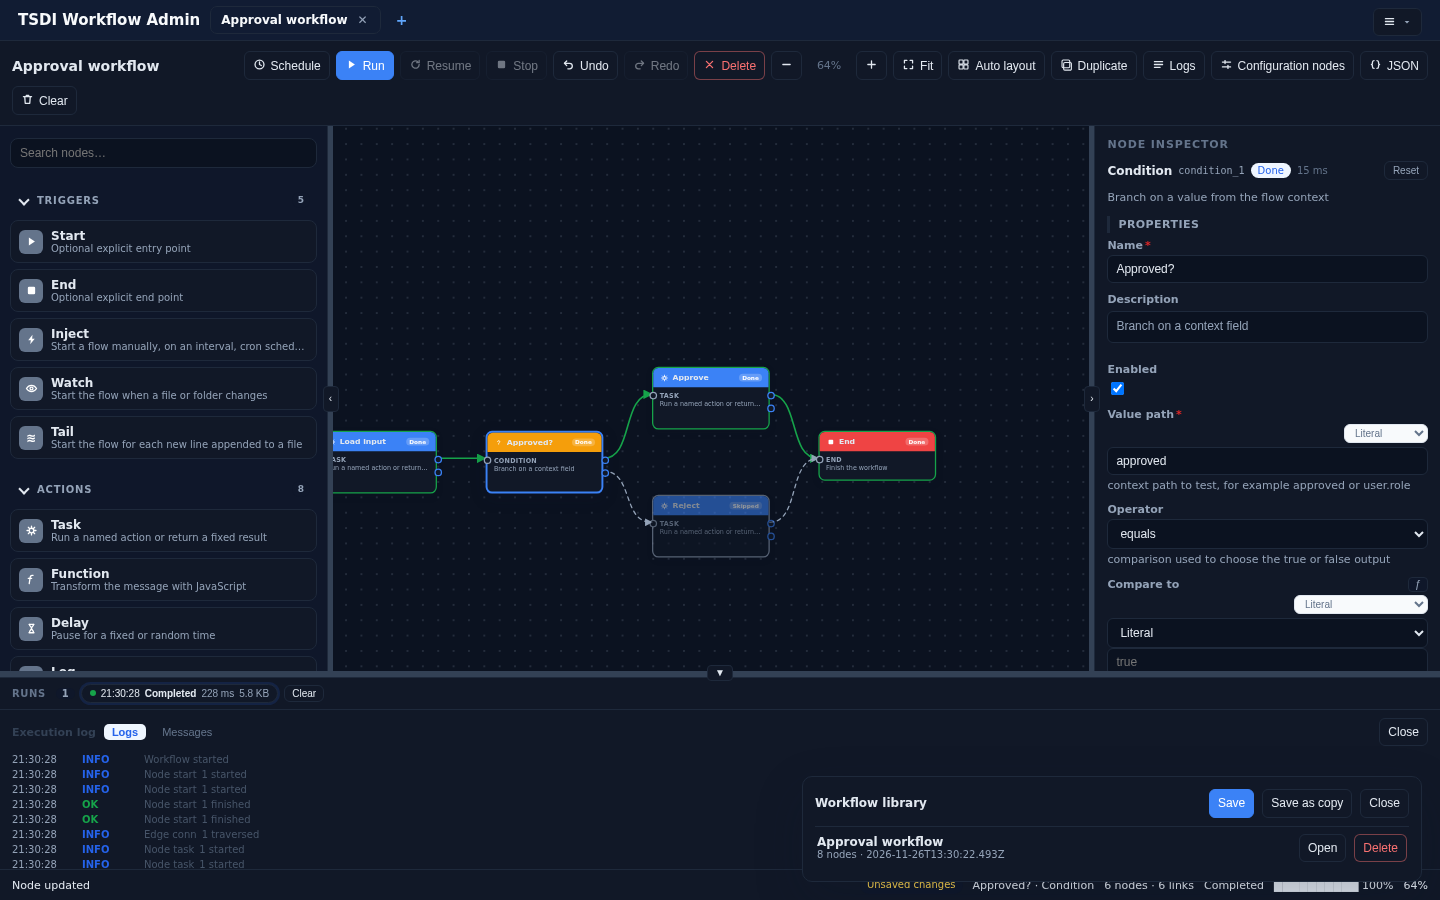 TSDI Workflow Admin
Approval workflow ✕ +
Approval workflow
Schedule Run Resume Stop Undo Redo Delete − 64% + Fit Auto layout Duplicate Logs Configuration nodes {} JSON
Clear
Search nodes…
TRIGGERS 5
Start
Optional explicit entry point
End
Optional explicit end point
Inject
Start a flow manually, on an interval, cron sched…
Watch
Start the flow when a file or folder changes
Tail
Start the flow for each new line appended to a file
ACTIONS 8
Task
Run a named action or return a fixed result
Function
Transform the message with JavaScript
Delay
Pause for a fixed or random time
Load input Done
ASK
un a named action or return…
Approved? Done
CONDITION
Branch on a context field
Approve Done
TASK
Run a named action or return…
Reject Skipped
TASK
Run a named action or return…
End Done
END
Finish the workflow
NODE INSPECTOR
Condition condition_1 Done 15 ms Reset
Branch on a value from the flow context
PROPERTIES
Name *
Approved?
Description
Branch on a context field
Enabled
Value path *
Literal
approved
context path to test, for example approved or user.role
Operator
equals
comparison used to choose the true or false output
Compare to ƒ
Literal
Literal
true
RUNS 1 21:30:28 Completed 228 ms 5.8 KB Clear
Execution log Logs Messages Close
21:30:28 INFO Workflow started
21:30:28 INFO Node start_1 started
21:30:28 INFO Node start_1 started
21:30:28 OK Node start_1 finished
21:30:28 OK Node start_1 finished
21:30:28 INFO Edge conn_1 traversed
21:30:28 INFO Node task_1 started
21:30:28 INFO Node task_1 started
Workflow library Save Save as copy Close
Approval workflow
8 nodes · 2026-11-26T13:30:22.493Z
Open Delete
Node updated
Unsaved changes Approved? · Condition 6 nodes · 6 links Completed ██████████ 100% 64%